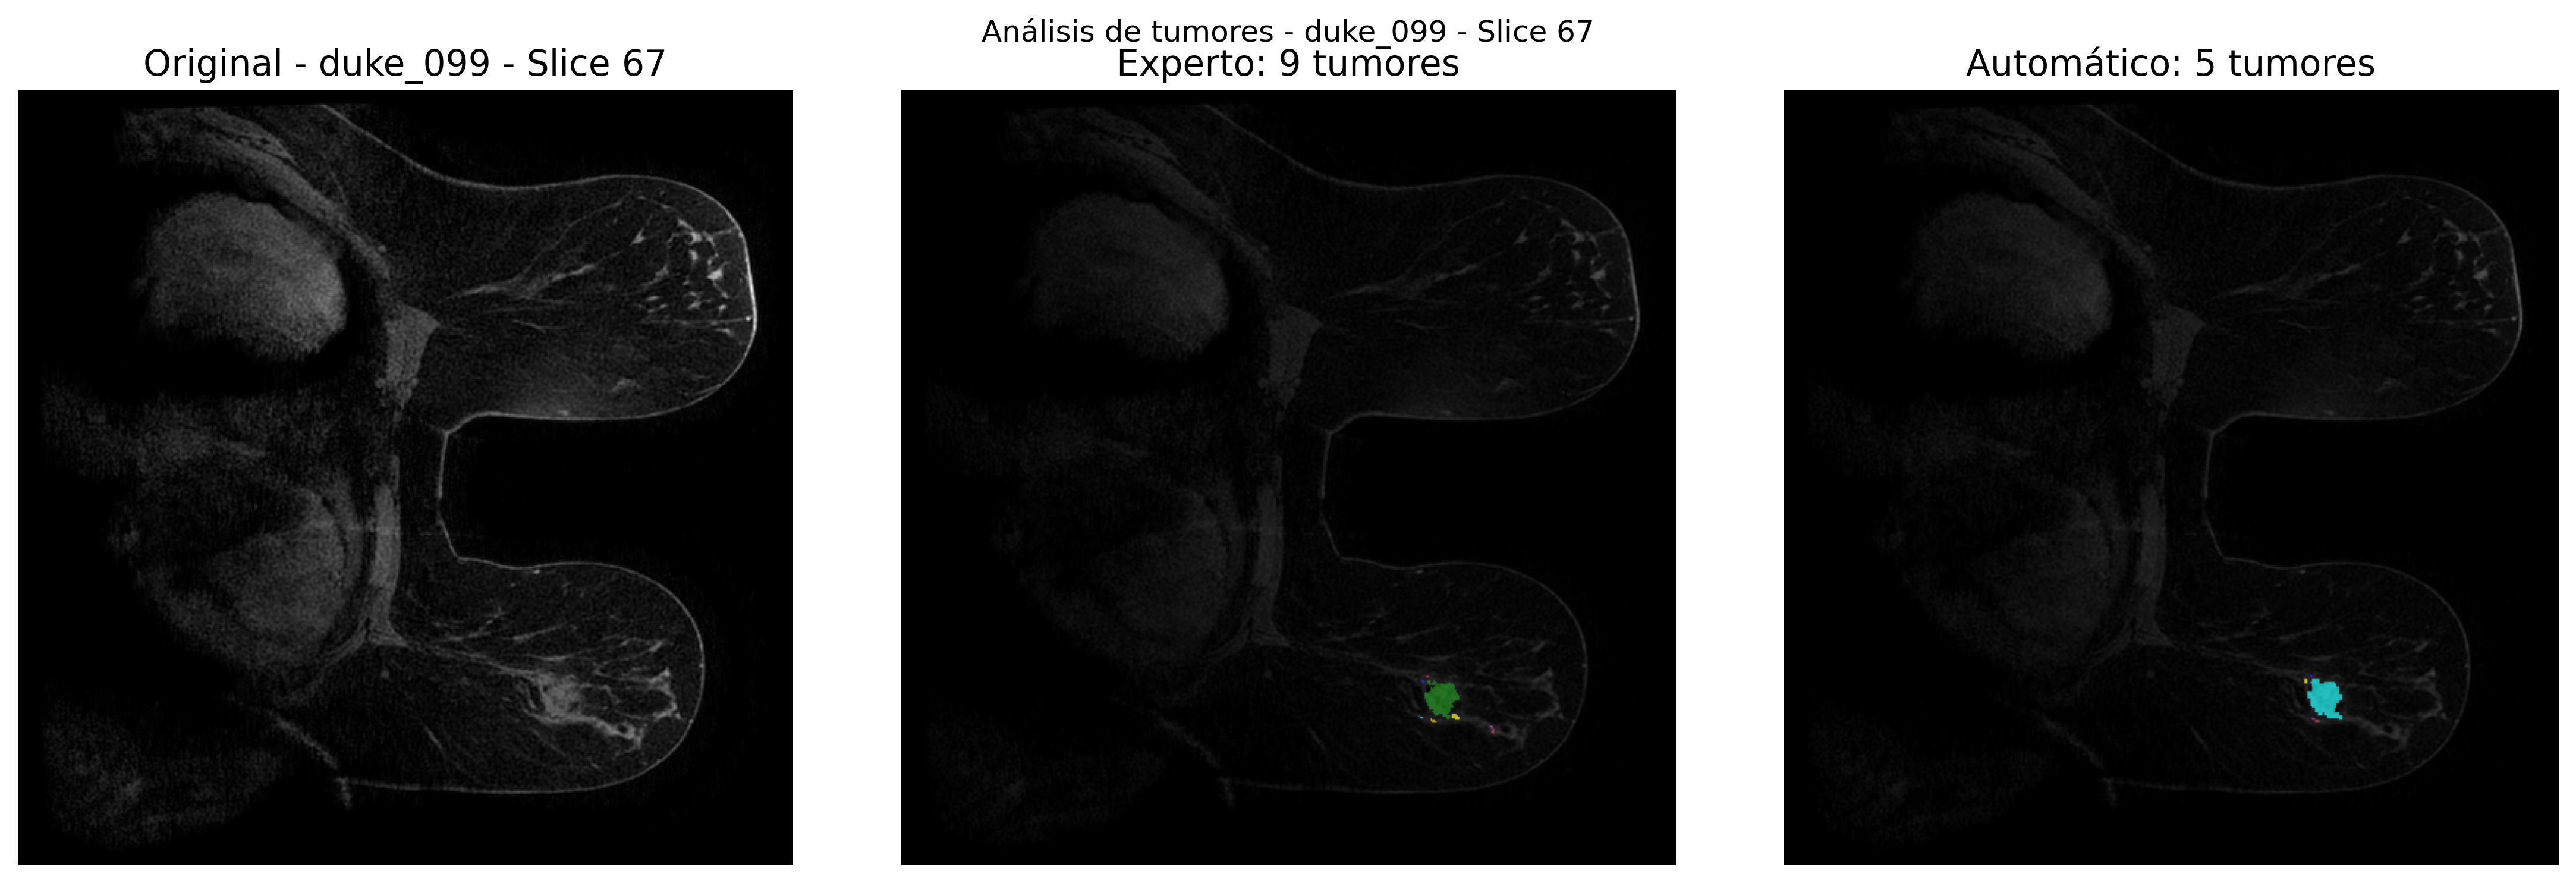 Análisis de tumores - duke_099 - Slice 67
Original - duke_099 - Slice 67
Experto: 9 tumores
Automático: 5 tumores